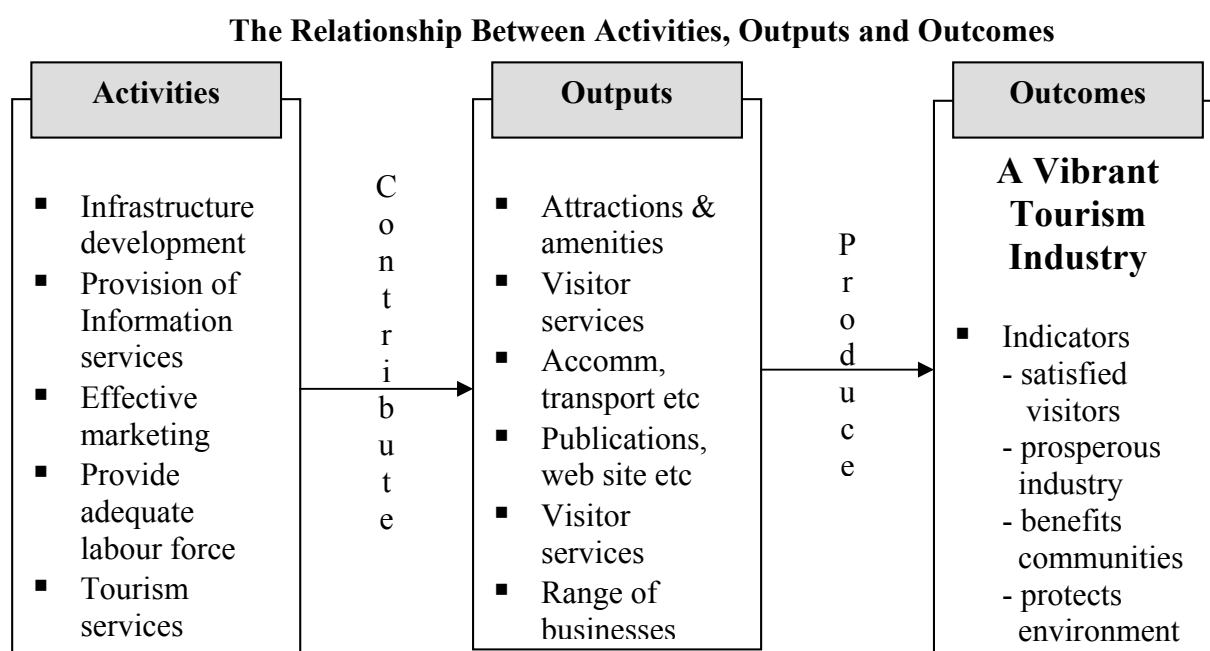 The Relationship Between Activities, Outputs and Outcomes
Activities
Infrastructure
development
Provision of
Information
services
Effective
marketing
Provide
adequate
labour force
Tourism
services
Contribute
Outputs
Attractions &
amenities
Visitor
services
Accomm,
transport etc
Publications,
web site etc
Visitor
services
Range of
businesses
Produce
Outcomes
A Vibrant
Tourism
Industry
Indicators
- satisfied
visitors
- prosperous
industry
- benefits
communities
- protects
environment